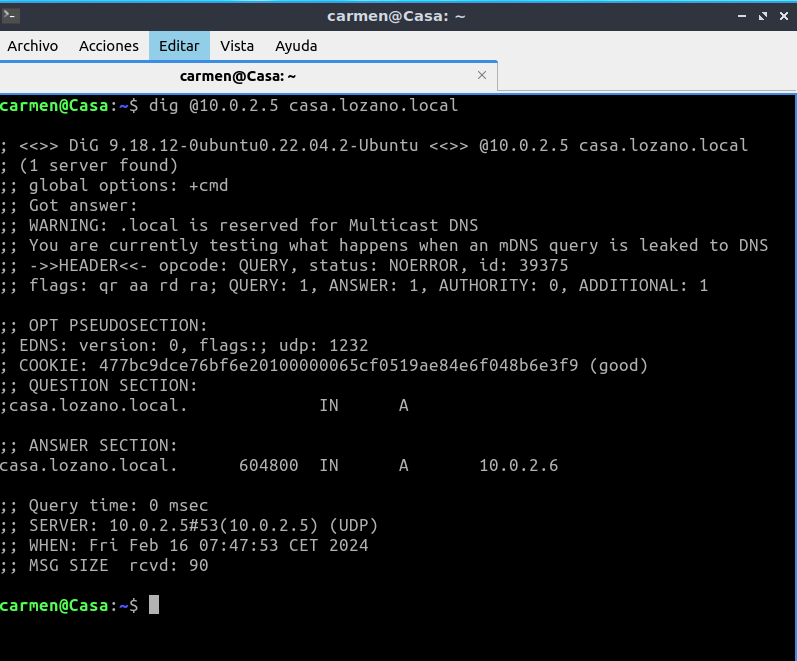 carmen@Casa: ~
Archivo Acciones Editar Vista Ayuda
carmen@Casa: ~
carmen@Casa:~$ dig @10.0.2.5 casa.lozano.local
; <<>> DiG 9.18.12-0ubuntu0.22.04.2-Ubuntu <<>> @10.0.2.5 casa.lozano.local
; (1 server found)
;; global options: +cmd
;; Got answer:
;; WARNING: .local is reserved for Multicast DNS
;; You are currently testing what happens when an mDNS query is leaked to DNS
;; ->>HEADER<<- opcode: QUERY, status: NOERROR, id: 39375
;; flags: qr aa rd ra; QUERY: 1, ANSWER: 1, AUTHORITY: 0, ADDITIONAL: 1
;; OPT PSEUDOSECTION:
; EDNS: version: 0, flags:; udp: 1232
; COOKIE: 477bc9dce76bf6e20100000065cf0519ae84e6f048b6e3f9 (good)
;; QUESTION SECTION:
;casa.lozano.local. IN A
;; ANSWER SECTION:
casa.lozano.local. 604800 IN A 10.0.2.6
;; Query time: 0 msec
;; SERVER: 10.0.2.5#53(10.0.2.5) (UDP)
;; WHEN: Fri Feb 16 07:47:53 CET 2024
;; MSG SIZE rcvd: 90
carmen@Casa:~$